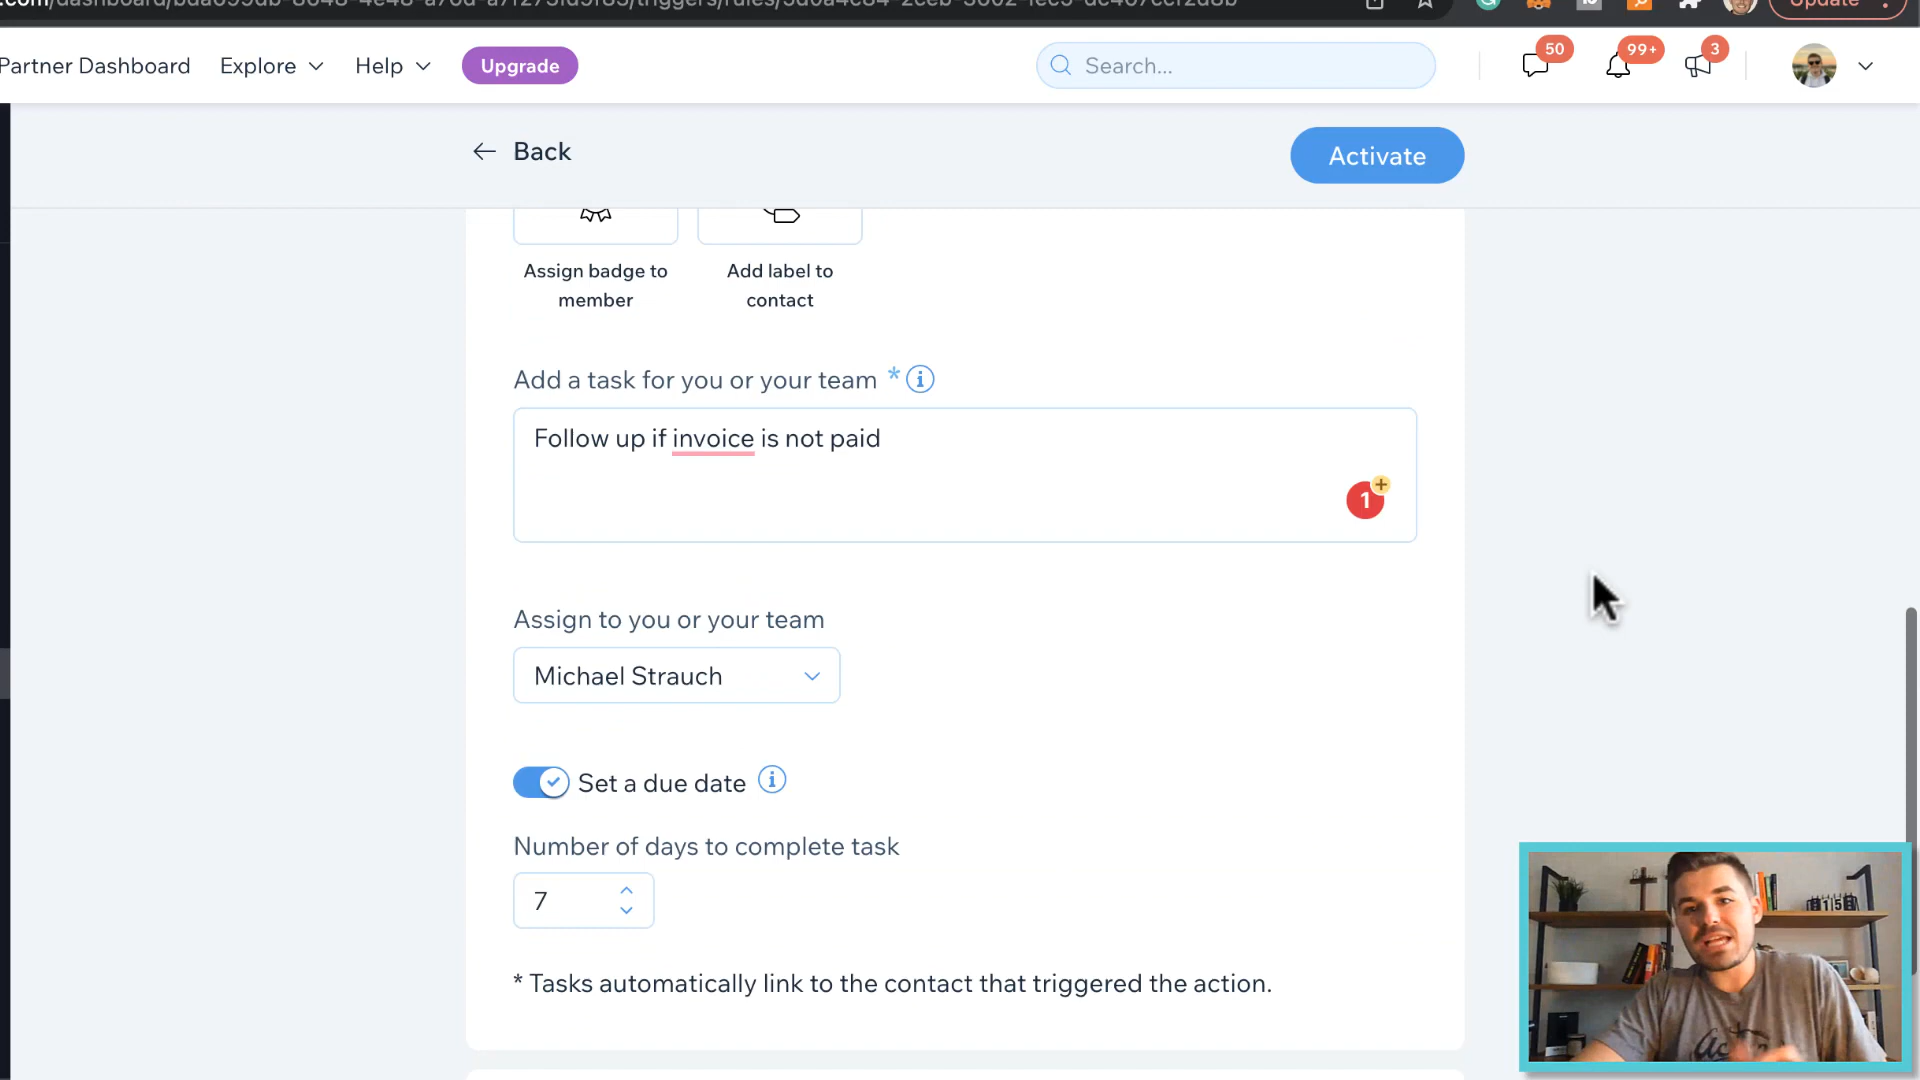 Partner Dashboard Explore Help Upgrade Search... 50 99+ 3
Update
Back
Activate
Assign badge to
member
Add label to
contact
Add a task for you or your team *
Follow up if invoice is not paid
1
Assign to you or your team
Michael Strauch
Set a due date
Number of days to complete task
7
* Tasks automatically link to the contact that triggered the action.